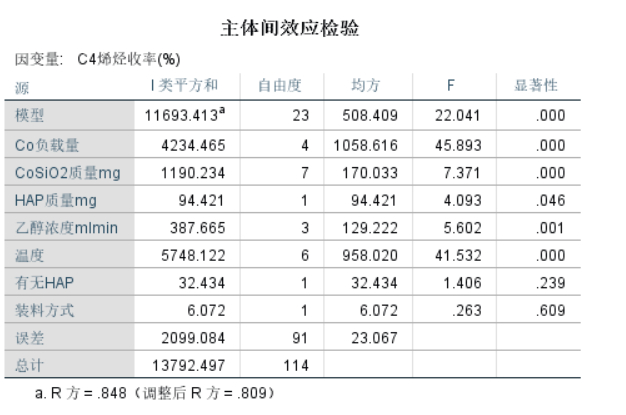 主体间效应检验
因变量: C4烯烃收率(%)
源 I 类平方和 自由度 均方 F 显著性
模型 11693.413a 23 508.409 22.041 .000
Co负载量 4234.465 4 1058.616 45.893 .000
CoSiO2质量mg 1190.234 7 170.033 7.371 .000
HAP质量mg 94.421 1 94.421 4.093 .046
乙醇浓度mlmin 387.665 3 129.222 5.602 .001
温度 5748.122 6 958.020 41.532 .000
有无HAP 32.434 1 32.434 1.406 .239
装料方式 6.072 1 6.072 .263 .609
误差 2099.084 91 23.067
总计 13792.497 114
a. R 方 = .848（调整后 R 方 = .809）